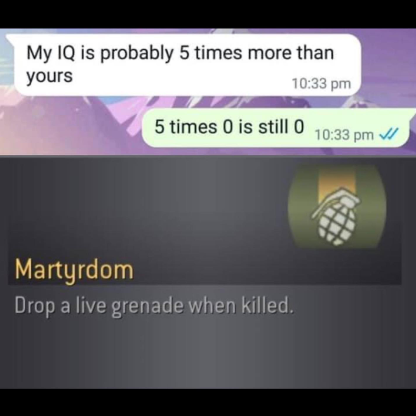 My IQ is probably 5 times more than
yours
10:33 pm
5 times 0 is still 0
10:33 pm
Martyrdom
Drop a live grenade when killed.